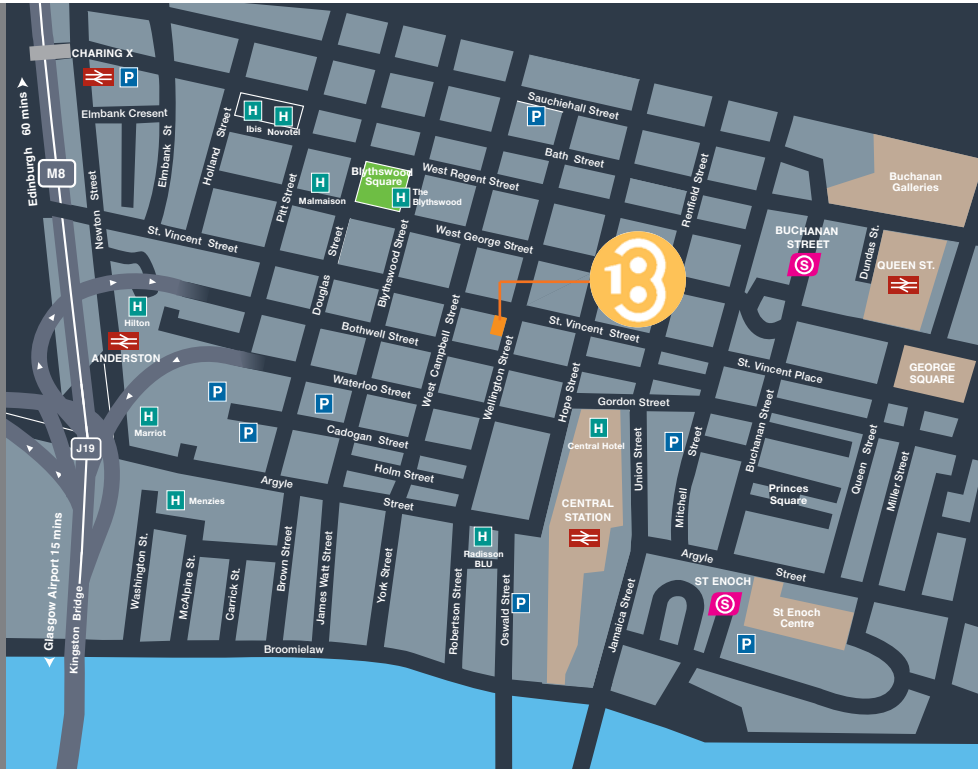 CHARING X
P
Elmbank Cresent
Edinburgh 60 mins
M8
Newton Street
Elmbank St
Holland Street
H
Ibis
H
Novotel
Sauchiehall Street
P
Bath Street
West Regent Street
Blythswood
Square
H
The
Blythswood
H
Malmaison
Pitt Street
Renfield Street
Buchanan
Galleries
BUCHANAN
STREET
S
Dundas St.
QUEEN ST.
St. Vincent Street
West George Street
Douglas Street
Blythswood Street
138
H
Hilton
ANDERSTON
Bothwell Street
West Campbell Street
Wellington Street
St. Vincent Street
Hope Street
St. Vincent Place
GEORGE
SQUARE
P
Waterloo Street
P
Gordon Street
H
Marriot
P
Cadogan Street
H
Central Hotel
Union Street
P
Mitchell Street
Buchanan Street
Queen Street
Miller Street
J19
Holm Street
Argyle Street
Princes
Square
H
Menzies
CENTRAL
STATION
H
Radisson
BLU
Argyle Street
Glasgow Airport 15 mins
Kingston Bridge
Washington St.
McAlpine St.
Carrick St.
Brown Street
James Watt Street
York Street
Robertson Street
Oswald Street
P
Jamaica Street
ST ENOCH
S
St Enoch
Centre
P
Broomielaw